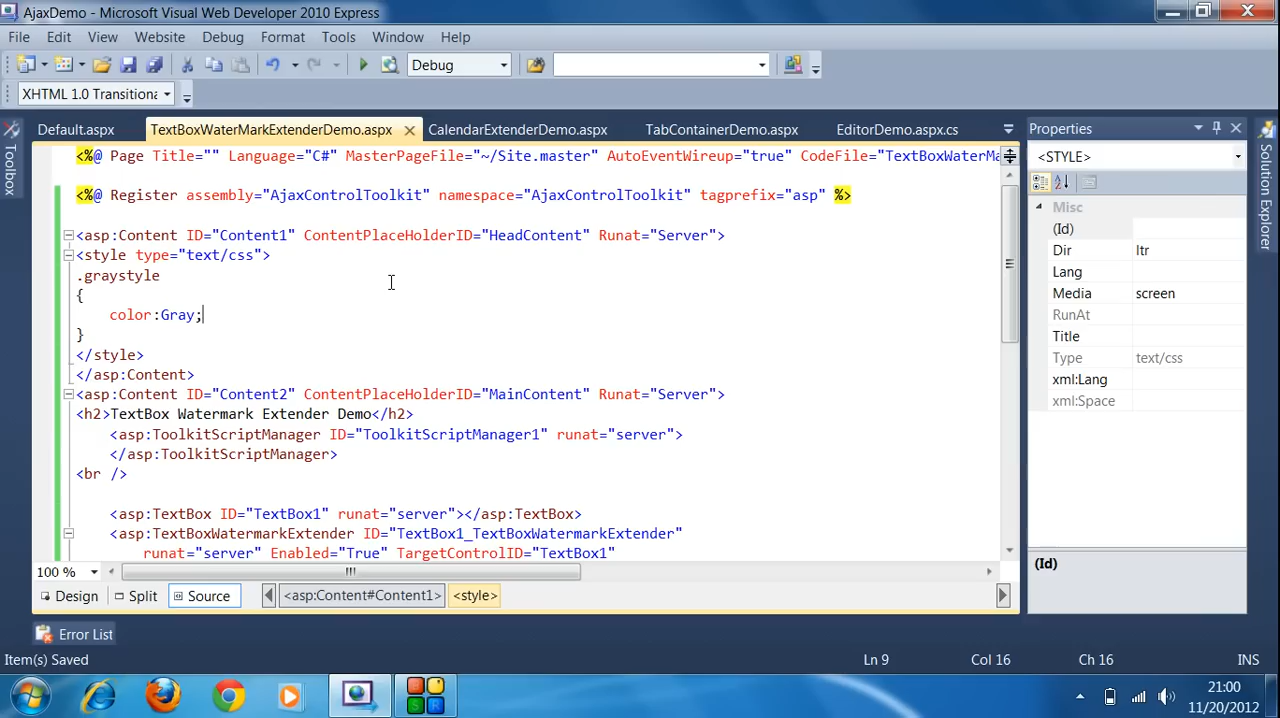 AjaxDemo - Microsoft Visual Web Developer 2010 Express
File Edit View Website Debug Format Tools Window Help
Debug
XHTML 1.0 Transitiona
Default.aspx TextBoxWaterMarkExtenderDemo.aspx CalendarExtenderDemo.aspx TabContainerDemo.aspx EditorDemo.aspx.cs
Toolbox
<%@ Page Title="" Language="C#" MasterPageFile="~/Site.master" AutoEventWireup="true" CodeFile="TextBoxWaterMa
<%@ Register assembly="AjaxControlToolkit" namespace="AjaxControlToolkit" tagprefix="asp" %>
<asp:Content ID="Content1" ContentPlaceHolderID="HeadContent" Runat="Server">
<style type="text/css">
.graystyle
{
color:Gray;
}
</style>
</asp:Content>
<asp:Content ID="Content2" ContentPlaceHolderID="MainContent" Runat="Server">
<h2>TextBox Watermark Extender Demo</h2>
<asp:ToolkitScriptManager ID="ToolkitScriptManager1" runat="server">
</asp:ToolkitScriptManager>
<br />
<asp:TextBox ID="TextBox1" runat="server"></asp:TextBox>
<asp:TextBoxWatermarkExtender ID="TextBox1_TextBoxWatermarkExtender"
runat="server" Enabled="True" TargetControlID="TextBox1"
100 %
Design Split Source <asp:Content#Content1> <style>
Properties
<STYLE>
Misc
(Id)
Dir ltr
Lang
Media screen
RunAt
Title
Type text/css
xml:Lang
xml:Space
(Id)
Solution Explorer
Error List
Item(s) Saved Ln 9 Col 16 Ch 16 INS
21:00
11/20/2012